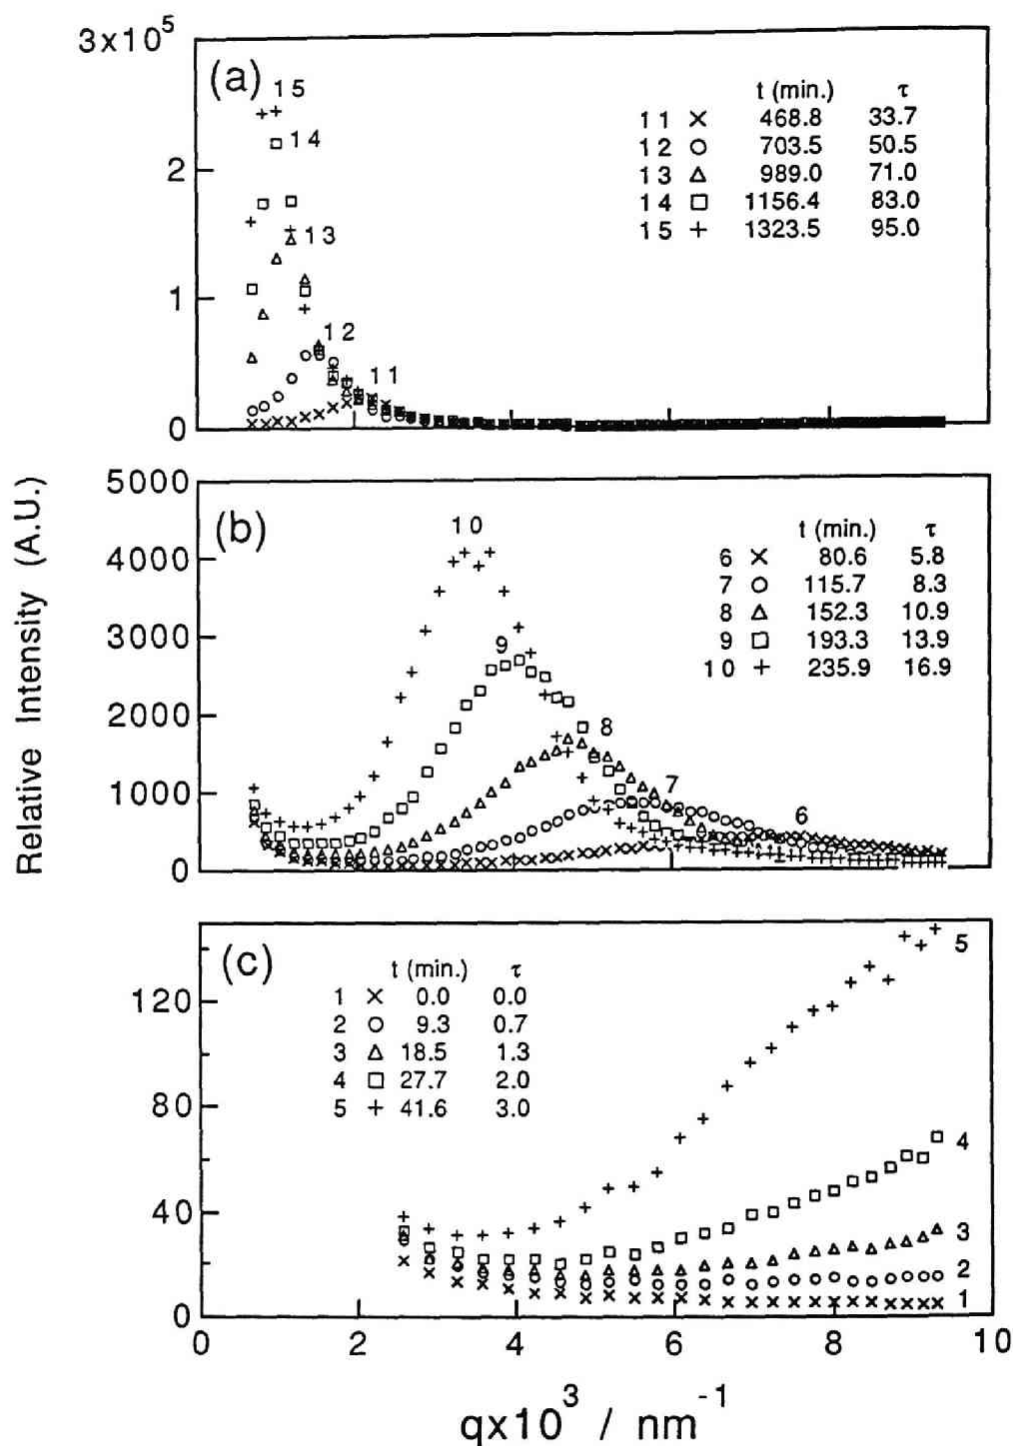 3x10⁵
(a)
15
14
13
12
11
2
1
0
t (min.) τ
11 × 468.8 33.7
12 ○ 703.5 50.5
13 △ 989.0 71.0
14 □ 1156.4 83.0
15 + 1323.5 95.0
Relative Intensity (A.U.)
5000
4000
3000
2000
1000
0
(b)
10
9
8
7
6
t (min.) τ
6 × 80.6 5.8
7 ○ 115.7 8.3
8 △ 152.3 10.9
9 □ 193.3 13.9
10 + 235.9 16.9
120
80
40
0
(c)
t (min.) τ
1 × 0.0 0.0
2 ○ 9.3 0.7
3 △ 18.5 1.3
4 □ 27.7 2.0
5 + 41.6 3.0
5
4
3
2
1
0 2 4 6 8 10
qx10³ / nm⁻¹